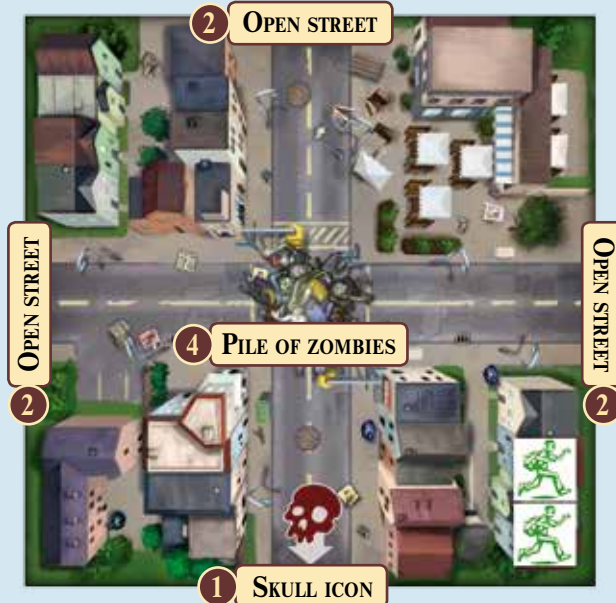 2 OPEN STREET
OPEN STREET 2
OPEN STREET 2
4 PILE OF ZOMBIES
1 SKULL ICON